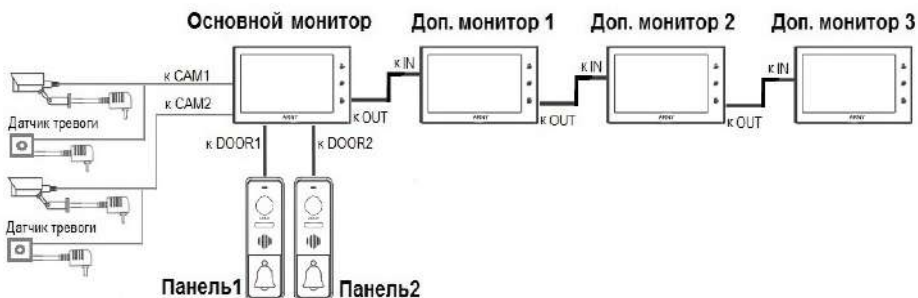 Основной монитор
Доп. монитор 1
Доп. монитор 2
Доп. монитор 3
к CAM1
к CAM2
к DOOR1
к DOOR2
к OUT
к IN
к OUT
к IN
к OUT
к IN
Датчик тревоги
Датчик тревоги
Панель1
Панель2